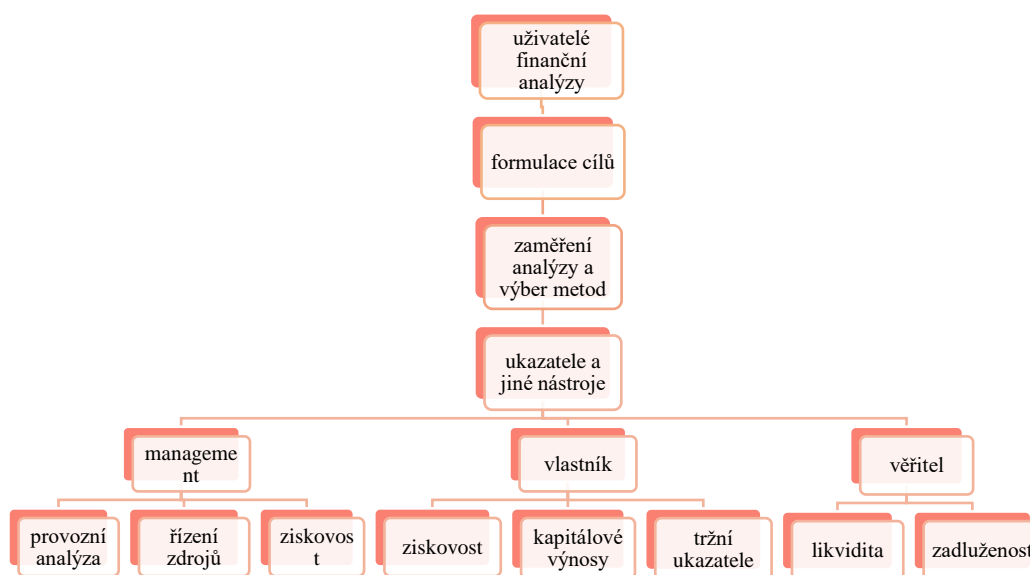 uživatelé
finanční
analýzy
formulace cílů
zaměření
analýzy a
výber metod
ukazatele a
jiné nástroje
manageme
nt
vlastník
věřitel
provozní
analýza
řízení
zdrojů
ziskovos
t
ziskovost
kapitálové
výnosy
tržní
ukazatele
likvidita
zadluženost